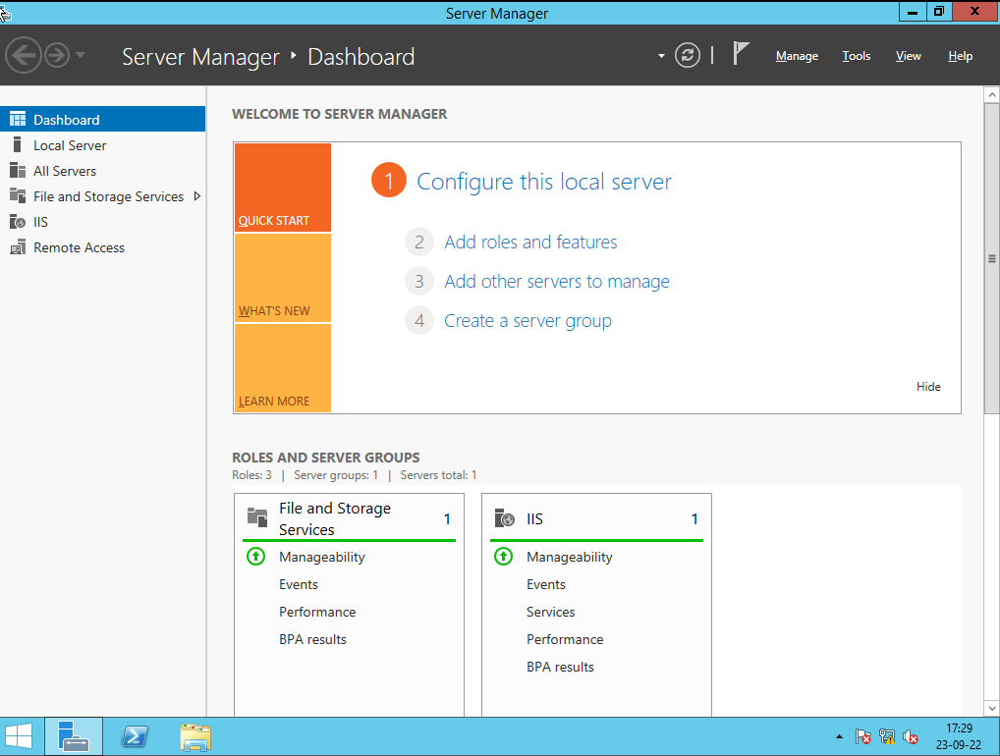 Server Manager
Server Manager ‣ Dashboard
Manage Tools View Help
Dashboard
Local Server
All Servers
File and Storage Services
IIS
Remote Access
WELCOME TO SERVER MANAGER
QUICK START
WHAT'S NEW
LEARN MORE
1 Configure this local server
2 Add roles and features
3 Add other servers to manage
4 Create a server group
Hide
ROLES AND SERVER GROUPS
Roles: 3 | Server groups: 1 | Servers total: 1
File and Storage Services 1
Manageability
Events
Performance
BPA results
IIS 1
Manageability
Events
Services
Performance
BPA results
17:29
23-09-22